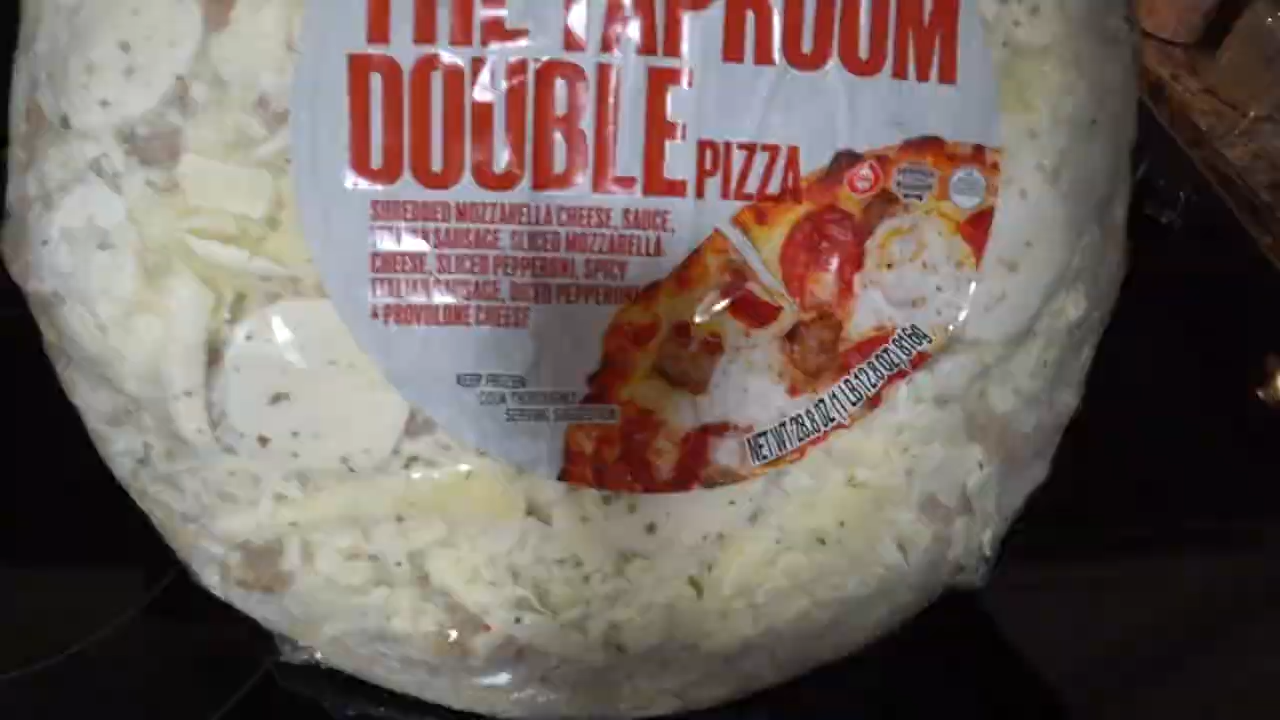 THE TAPROOM
DOUBLE PIZZA
SHREDDED MOZZARELLA CHEESE, SAUCE,
ITALIAN SAUSAGE, SLICED MOZZARELLA
CHEESE, SLICED PEPPERONI, SPICY
ITALIAN SAUSAGE, DICED PEPPERONI
& PROVOLONE CHEESE
KEEP FROZEN
COOK THOROUGHLY
SERVING SUGGESTION
NET WT 28.8 OZ (1 LB 12.8 OZ) 816g